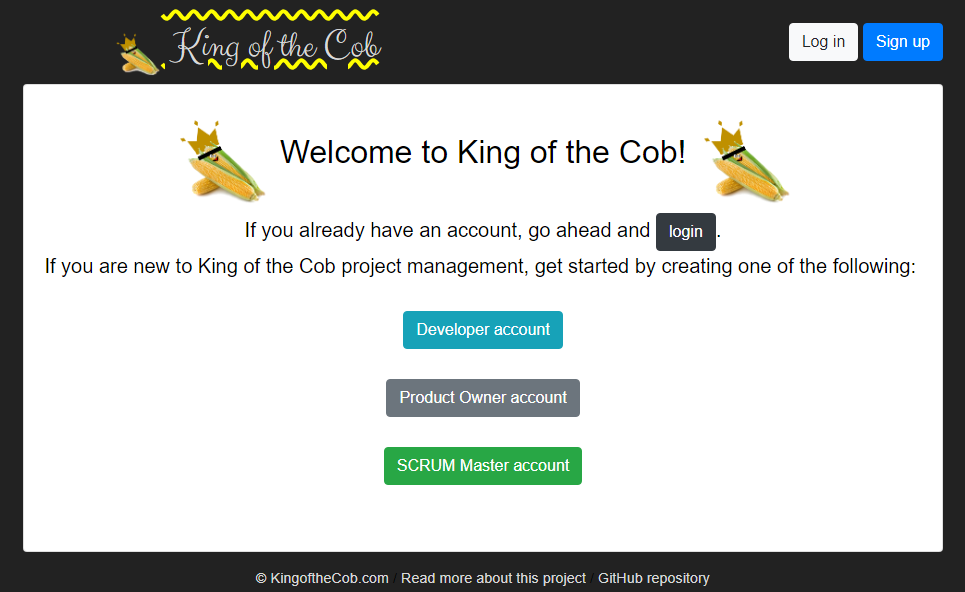 King of the Cob
Log in
Sign up
Welcome to King of the Cob!
If you already have an account, go ahead and login.
If you are new to King of the Cob project management, get started by creating one of the following:
Developer account
Product Owner account
SCRUM Master account
© KingoftheCob.com / Read more about this project / GitHub repository